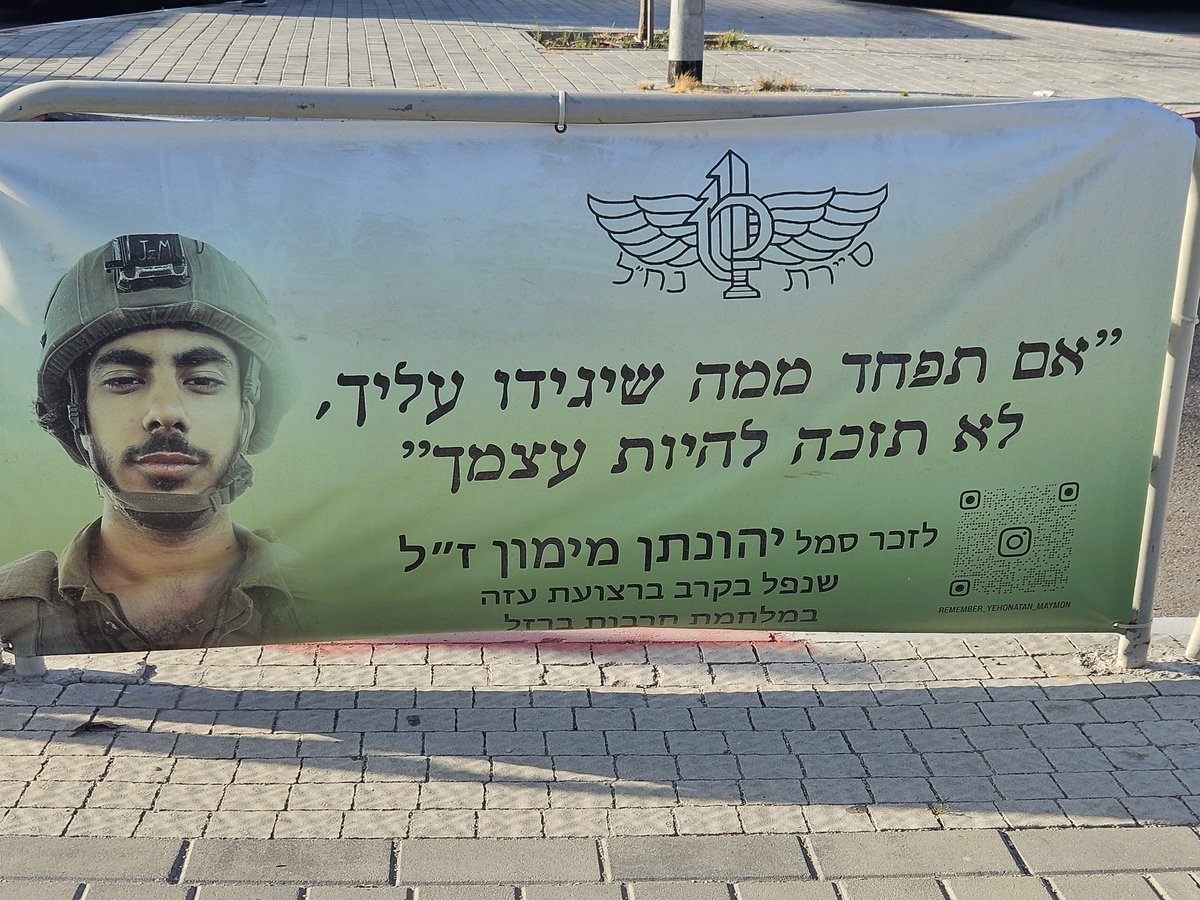 JzM
סיירת נח"ל
"אם תפחד ממה שיגידו עליך,
לא תזכה להיות עצמך"
לזכר סמל יהונתן מימון ז"ל
שנפל בקרב ברצועת עזה
במלחמת חרבות ברזל
REMEMBER_YEHONATAN_MAYMON